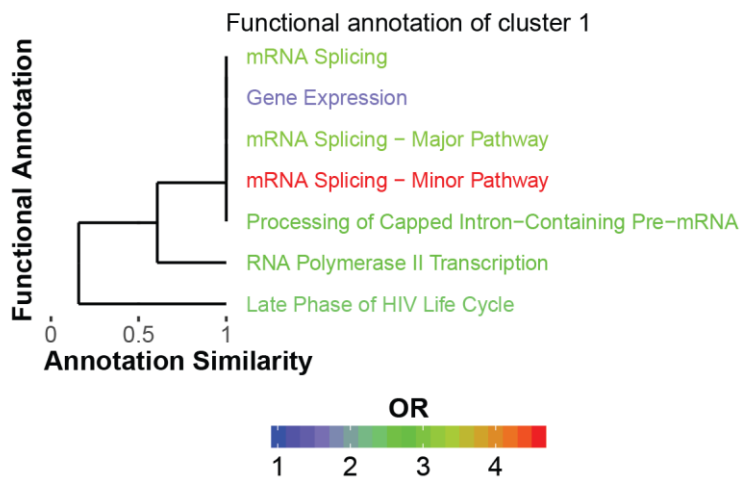 Functional annotation of cluster 1
mRNA Splicing
Gene Expression
mRNA Splicing − Major Pathway
mRNA Splicing − Minor Pathway
Processing of Capped Intron−Containing Pre−mRNA
RNA Polymerase II Transcription
Late Phase of HIV Life Cycle
Functional Annotation
0 0.5 1
Annotation Similarity
OR
1 2 3 4